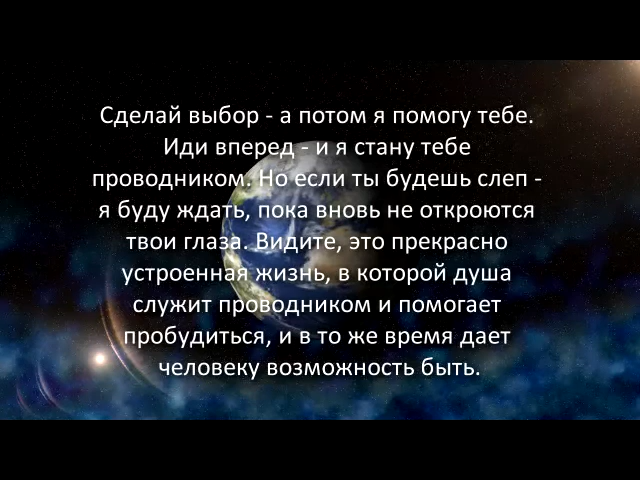 Сделай выбор - а потом я помогу тебе.
Иди вперед - и я стану тебе
проводником. Но если ты будешь слеп -
я буду ждать, пока вновь не откроются
твои глаза. Видите, это прекрасно
устроенная жизнь, в которой душа
служит проводником и помогает
пробудиться, и в то же время дает
человеку возможность быть.